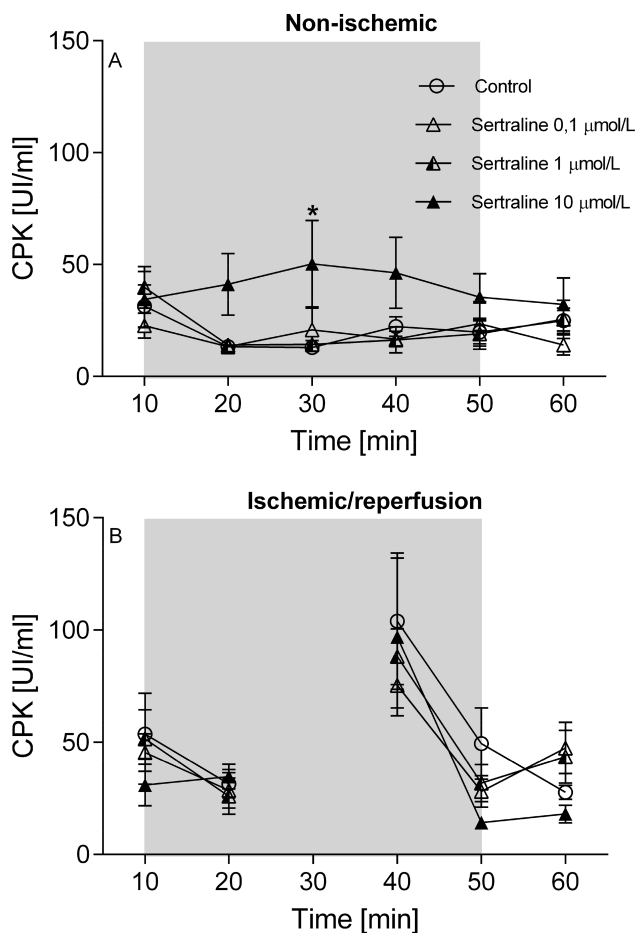 Non-ischemic
A
CPK [UI/ml]
150
100
50
0
Control
Sertraline 0,1 μmol/L
Sertraline 1 μmol/L
Sertraline 10 μmol/L
*
10 20 30 40 50 60
Time [min]
Ischemic/reperfusion
B
CPK [UI/ml]
150
100
50
0
10 20 30 40 50 60
Time [min]